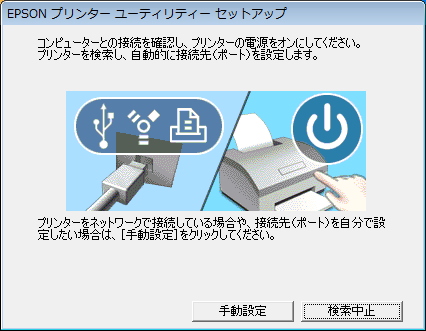 EPSON プリンター ユーティリティー セットアップ
コンピューターとの接続を確認し、プリンターの電源をオンにしてください。
プリンターを検索し、自動的に接続先(ポート)を設定します。
プリンターをネットワークで接続している場合や、接続先(ポート)を自分で設
定したい場合は、[手動設定]をクリックしてください。
手動設定
検索中止